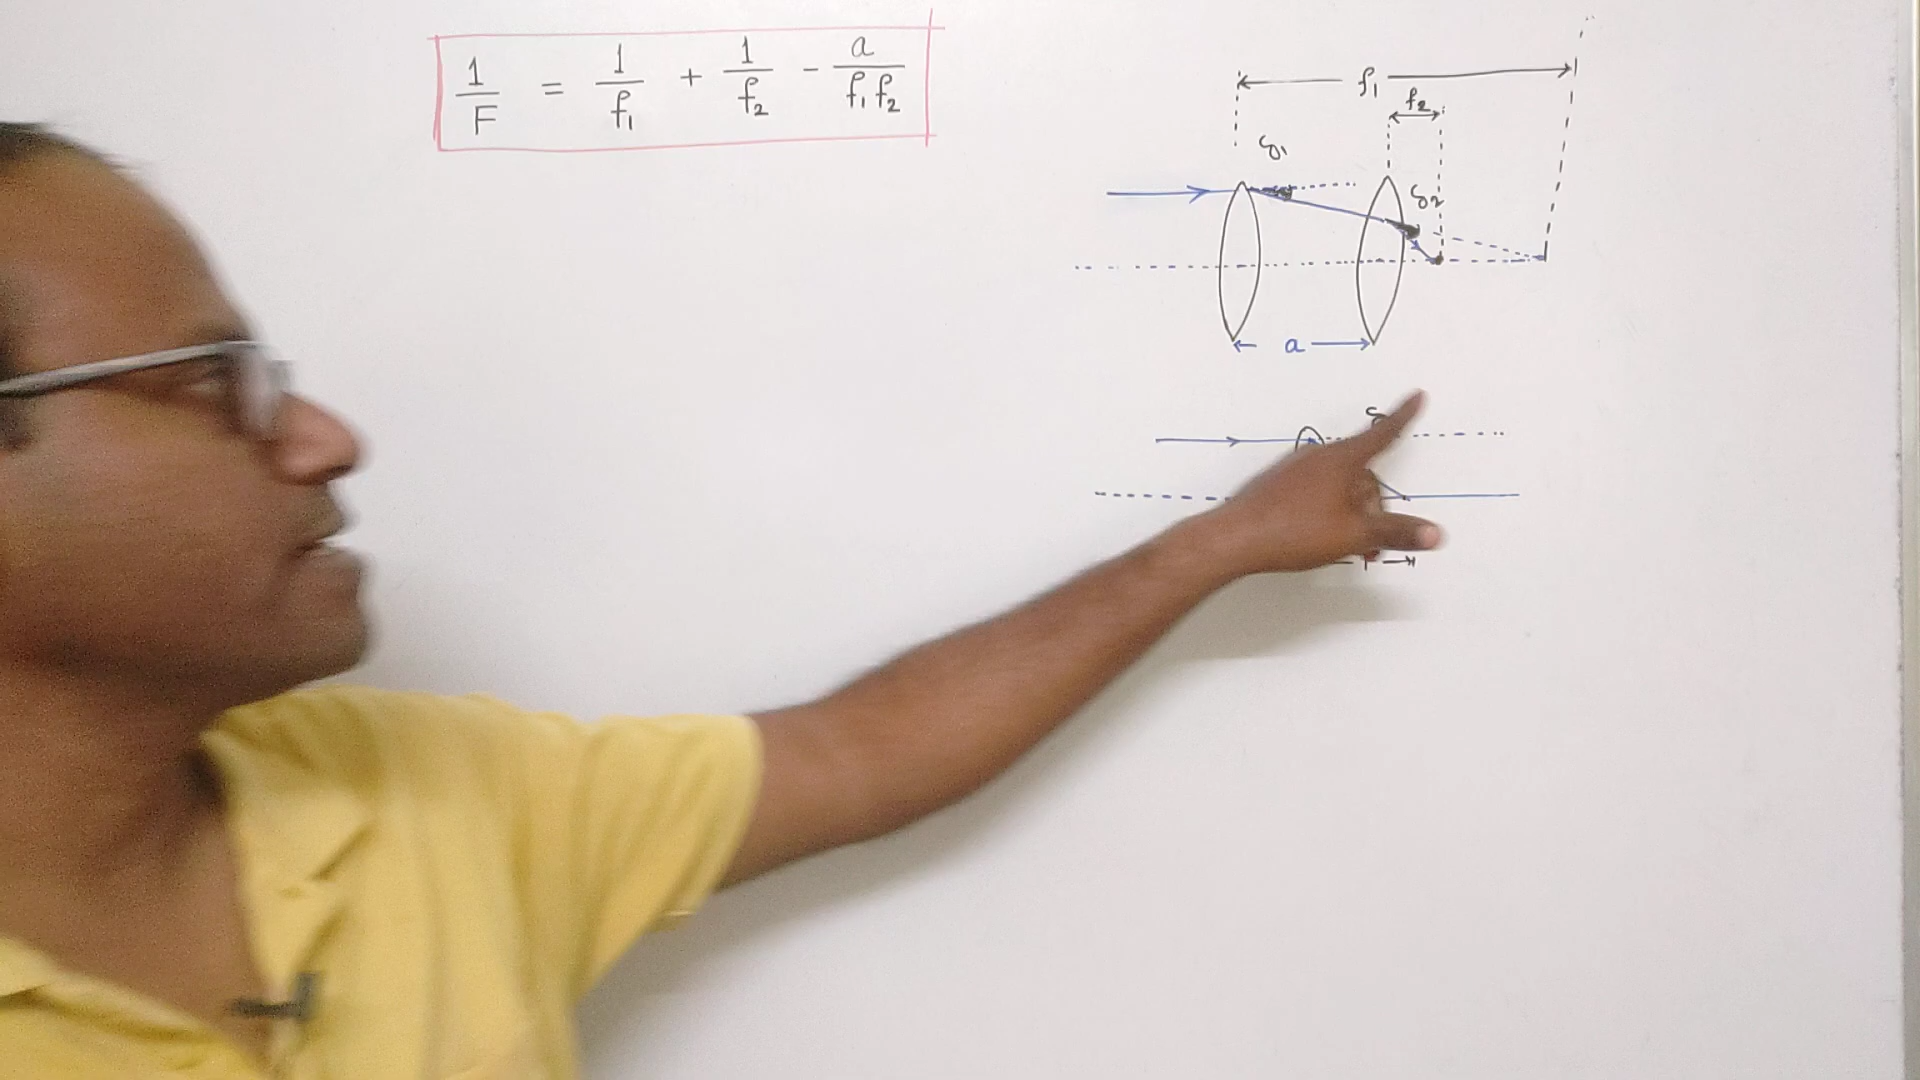 1/F = 1/f₁ + 1/f₂ - a/f₁f₂
f₁
f₂
δ₁
δ₂
a
δ
F